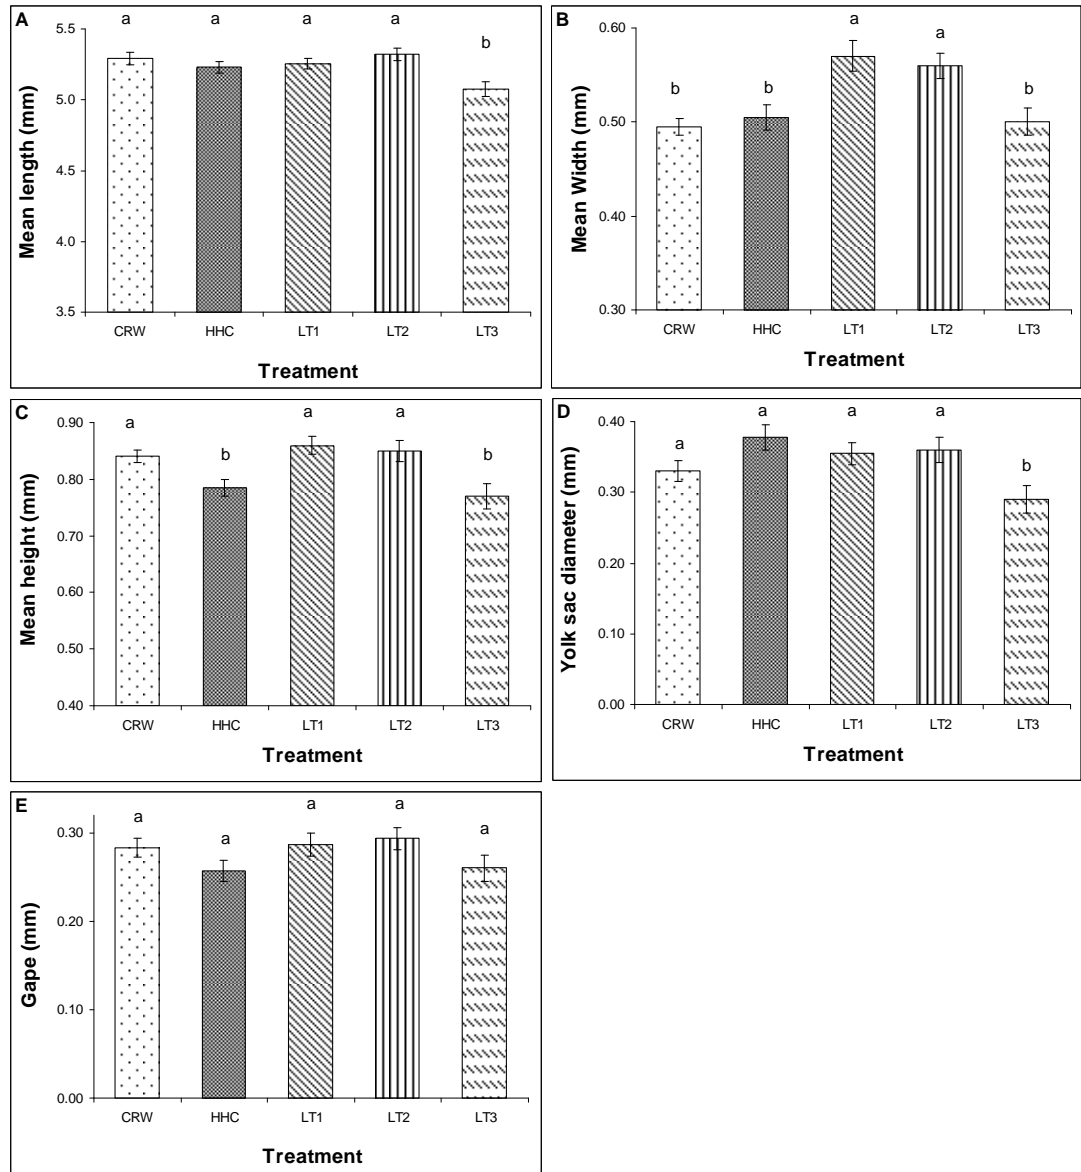 A
a a a a b
5.5
5.0
4.5
4.0
3.5
Mean length (mm)
CRW HHC LT1 LT2 LT3
Treatment
B
b b a a b
0.60
0.50
0.40
0.30
Mean Width (mm)
CRW HHC LT1 LT2 LT3
Treatment
C
a b a a b
0.90
0.80
0.70
0.60
0.50
0.40
Mean height (mm)
CRW HHC LT1 LT2 LT3
Treatment
D
a a a a b
0.40
0.30
0.20
0.10
0.00
Yolk sac diameter (mm)
CRW HHC LT1 LT2 LT3
Treatment
E
a a a a a
0.30
0.20
0.10
0.00
Gape (mm)
CRW HHC LT1 LT2 LT3
Treatment